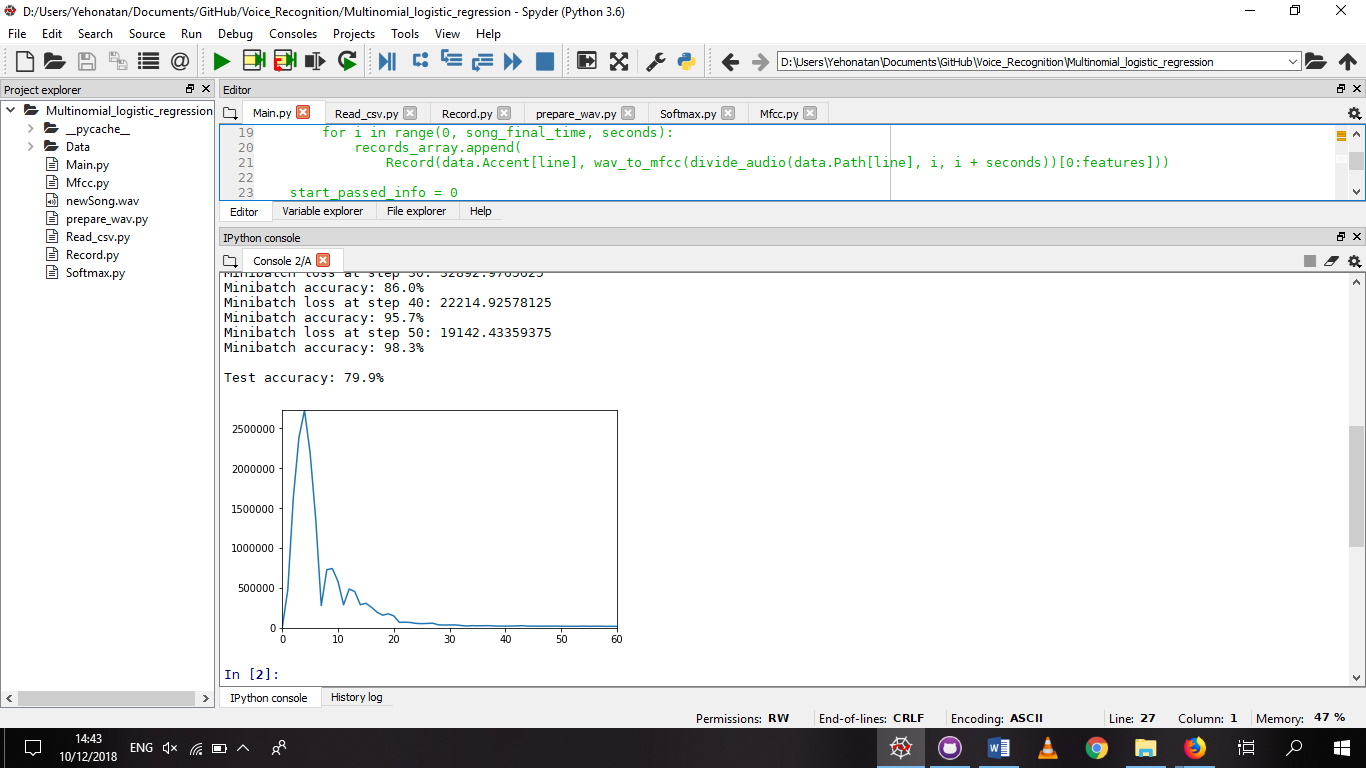 D:/Users/Yehonatan/Documents/GitHub/Voice_Recognition/Multinomial_logistic_regression - Spyder (Python 3.6)
File Edit Search Source Run Debug Consoles Projects Tools View Help
D:\Users\Yehonatan\Documents\GitHub\Voice_Recognition\Multinomial_logistic_regression
Project explorer
Multinomial_logistic_regression
__pycache__
Data
Main.py
Mfcc.py
newSong.wav
prepare_wav.py
Read_csv.py
Record.py
Softmax.py
Editor
Main.py Read_csv.py Record.py prepare_wav.py Softmax.py Mfcc.py
19 for i in range(0, song_final_time, seconds):
20 records_array.append(
21 Record(data.Accent[line], wav_to_mfcc(divide_audio(data.Path[line], i, i + seconds))[0:features]))
22
23 start_passed_info = 0
Editor Variable explorer File explorer Help
IPython console
Console 2/A
Minibatch loss at step 30: 32892.9765625
Minibatch accuracy: 86.0%
Minibatch loss at step 40: 22214.92578125
Minibatch accuracy: 95.7%
Minibatch loss at step 50: 19142.43359375
Minibatch accuracy: 98.3%
Test accuracy: 79.9%
2500000
2000000
1500000
1000000
500000
0
0 10 20 30 40 50 60
In [2]:
IPython console History log
Permissions: RW End-of-lines: CRLF Encoding: ASCII Line: 27 Column: 1 Memory: 47 %
14:43
10/12/2018
ENG